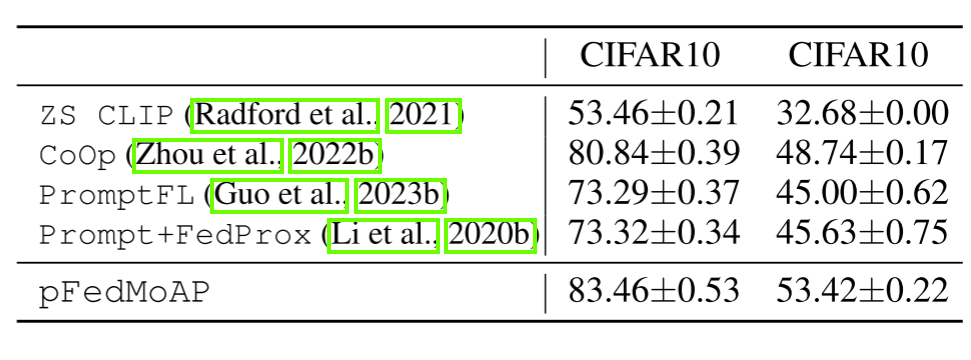 CIFAR10 CIFAR10
ZS CLIP (Radford et al., 2021) 53.46±0.21 32.68±0.00
CoOp (Zhou et al., 2022b) 80.84±0.39 48.74±0.17
PromptFL (Guo et al., 2023b) 73.29±0.37 45.00±0.62
Prompt+FedProx (Li et al., 2020b) 73.32±0.34 45.63±0.75
pFedMoAP 83.46±0.53 53.42±0.22